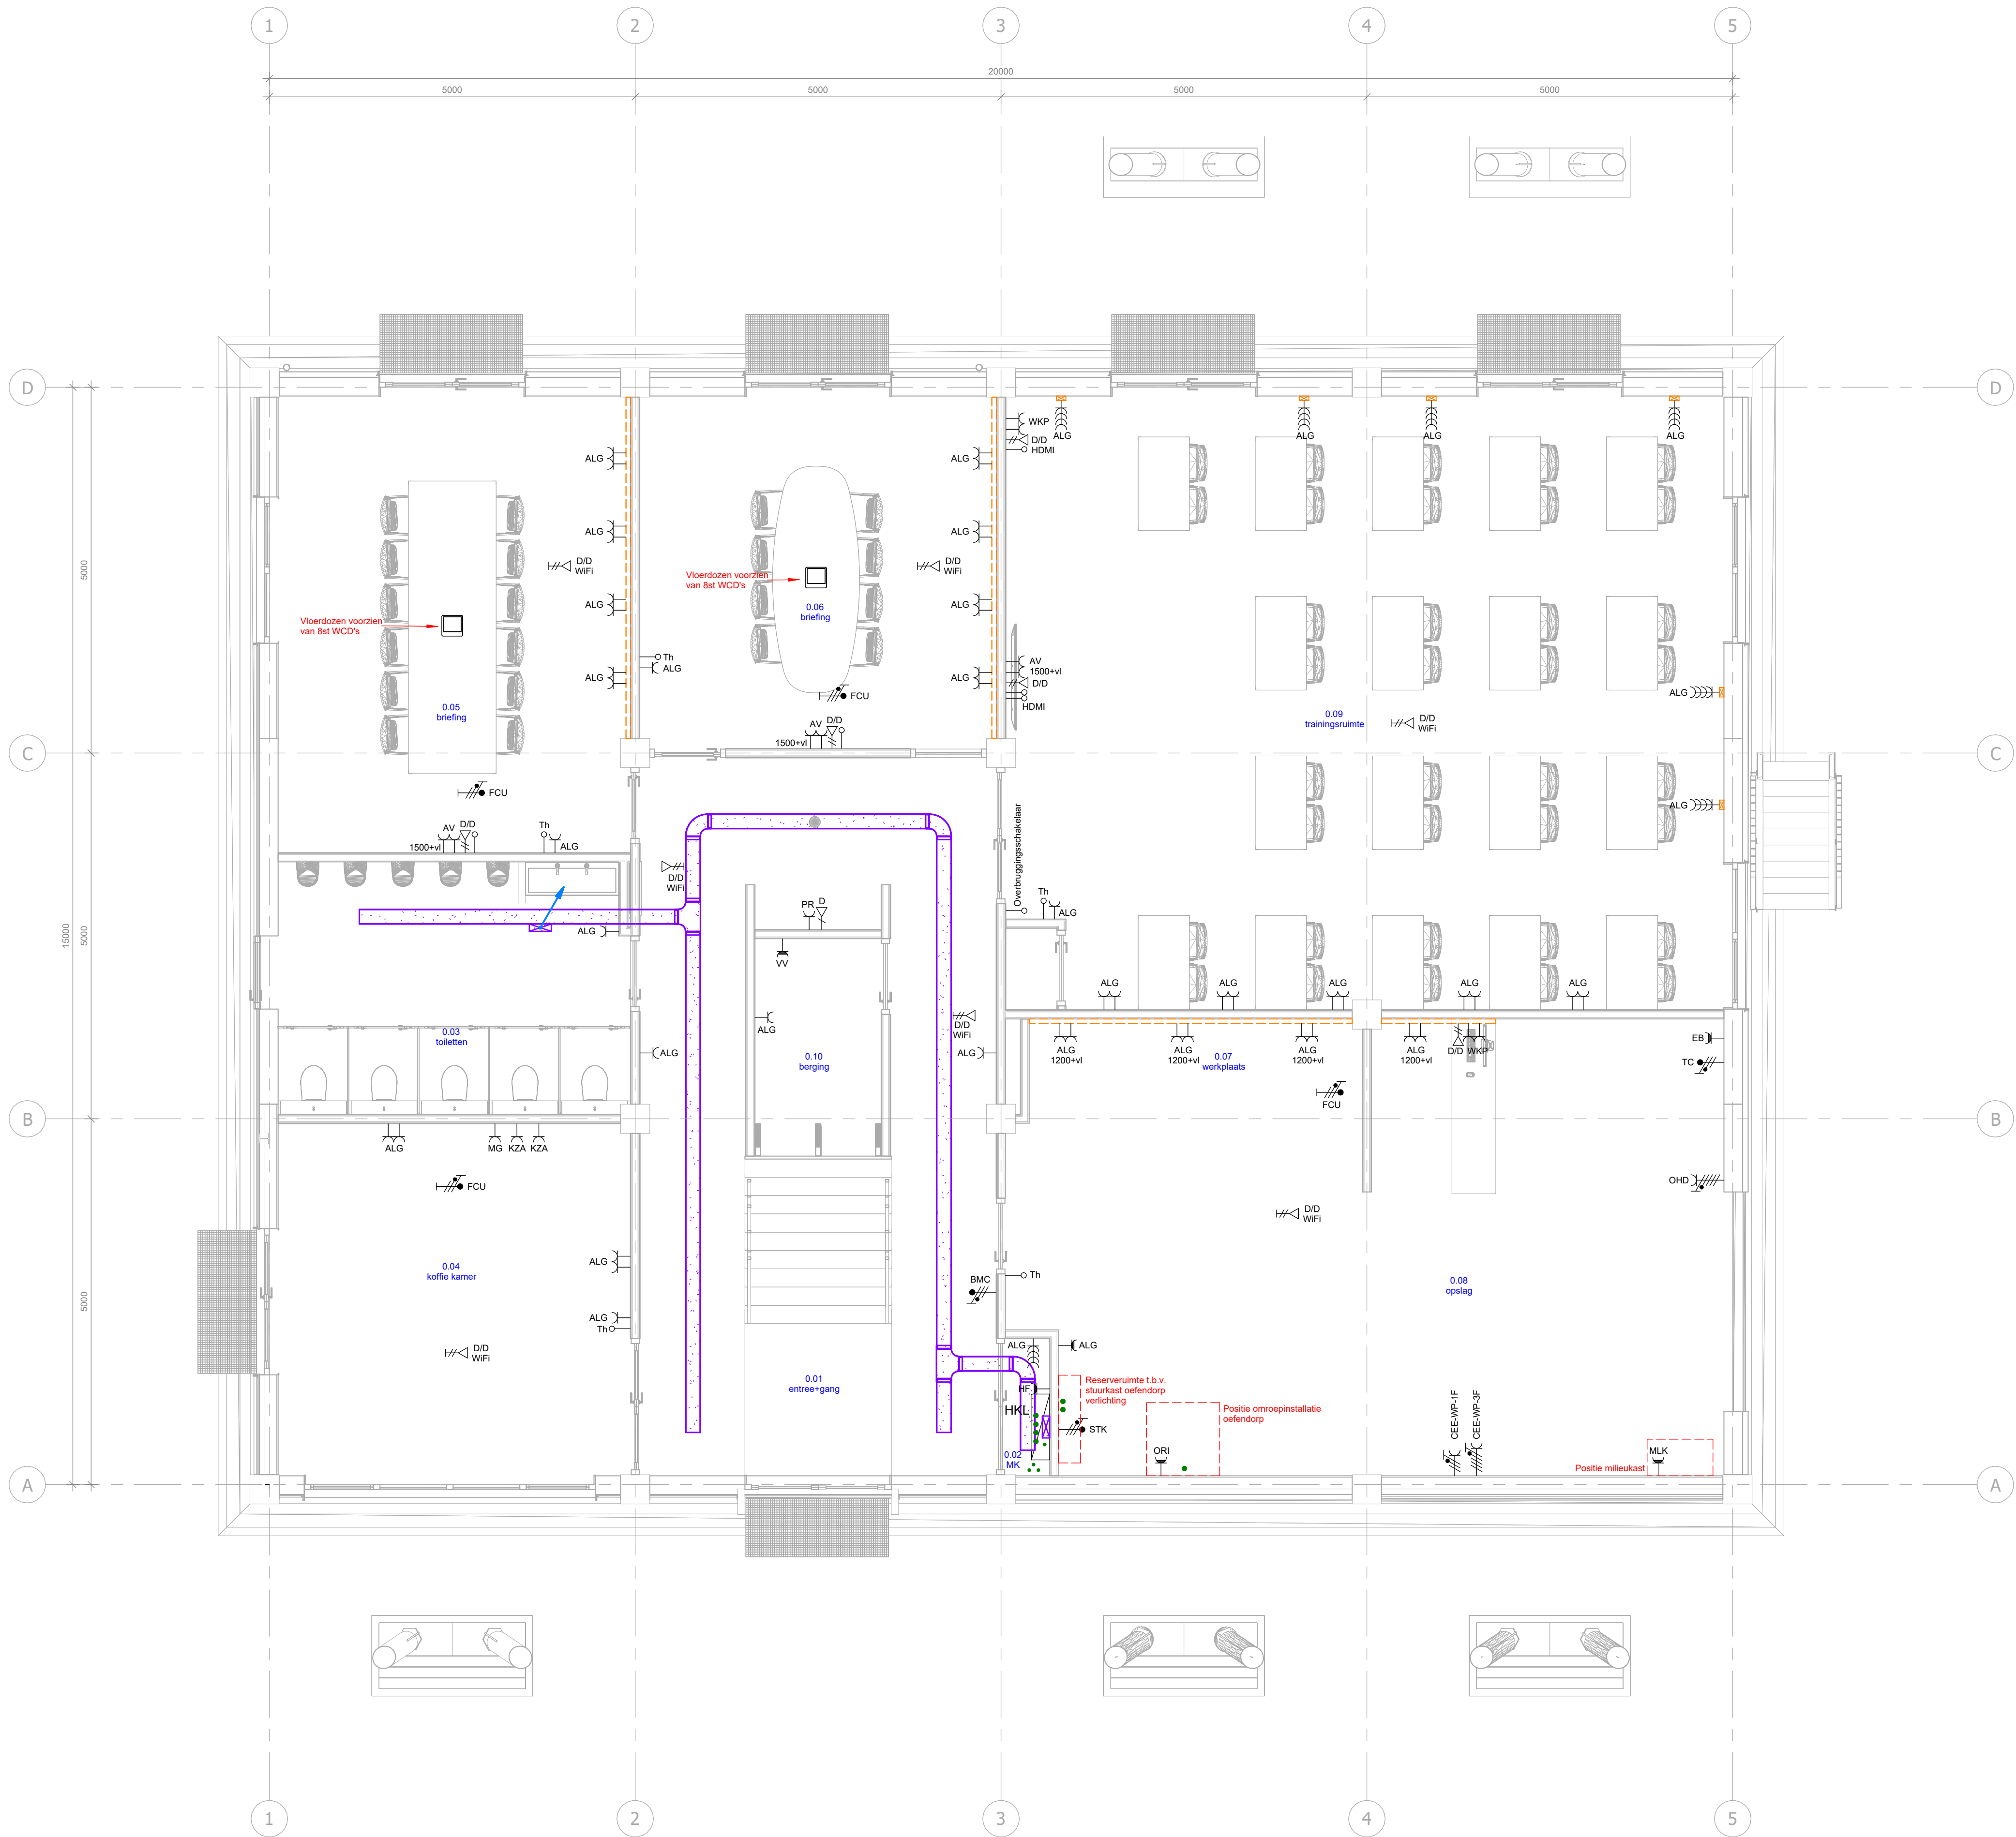 1 2 3 4 5
20000
5000 5000 5000 5000
D D
WKP
D/D
HDMI
ALG ALG ALG ALG
ALG ALG
ALG ALG
D/D
WiFi
D/D
WiFi
Vloerdozen voorzien
van 8st WCD's
5000
ALG ALG
0.06
briefing
Vloerdozen voorzien
van 8st WCD's
Th
ALG
AV
1500+vl
D/D
HDMI
ALG ALG
FCU
ALG
0.05
briefing
0.09
trainingsruimte
D/D
WiFi
AV D/D
1500+vl
C C
FCU
ALG
AV D/D
1500+vl
Th
ALG
Overbruggingsschakelaar
D/D
WiFi
Th
ALG
PR D
ALG
15000
5000
VV
ALG ALG ALG ALG ALG
ALG
D/D
WiFi
0.03
toiletten
ALG
0.10
berging
ALG
ALG
1200+vl
ALG
1200+vl
0.07
werkplaats
ALG
1200+vl
ALG
1200+vl
D/D WKP
EB
TC
FCU
B B
ALG MG KZA KZA
FCU
OHD
D/D
WiFi
0.04
koffie kamer
ALG
BMC
Th
0.08
opslag
5000
ALG
Th
D/D
WiFi
ALG
ALG
0.01
entree+gang
HF
HKL
Reserveruimte t.b.v.
stuurkast oefendorp
verlichting
STK
Positie omroepinstallatie
oefendorp
CEE-WP-1F
CEE-WP-3F
0.02
MK
ORI
MLK
Positie milieukast
A A
1 2 3 4 5